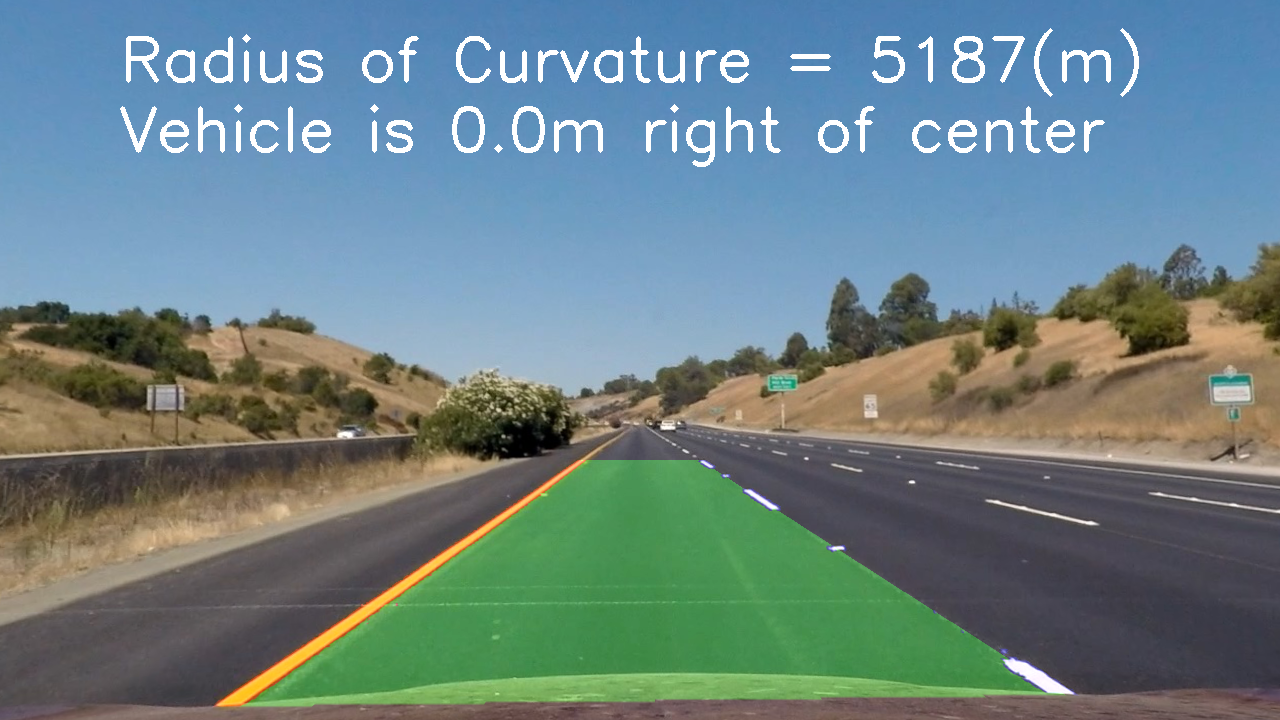 Radius of Curvature = 5187(m)
Vehicle is 0.0m right of center